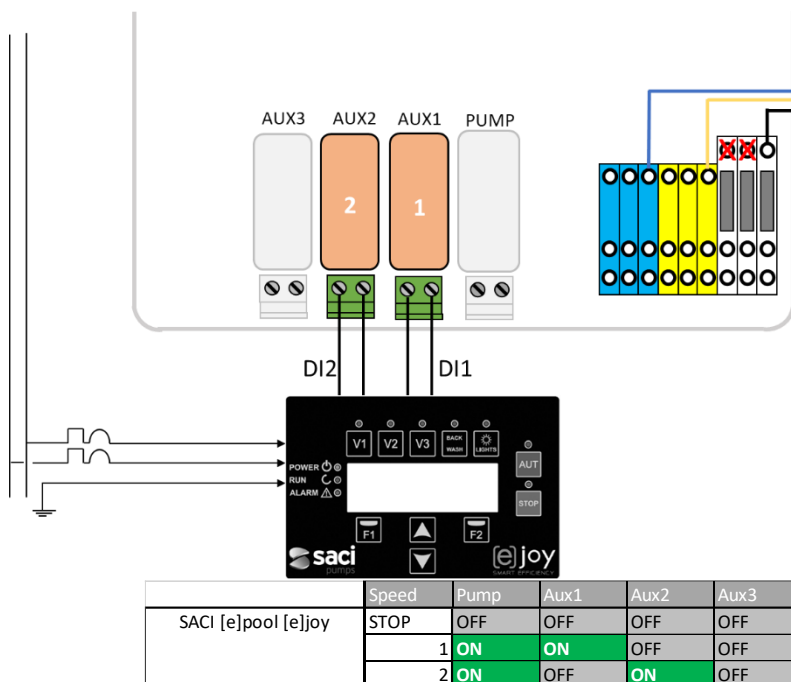 AUX3 AUX2 AUX1 PUMP
2 1
DI2 DI1
V1 V2 V3 BACK WASH LIGHTS
POWER
RUN
ALARM
AUT
STOP
F1 F2
saci
pumps
[e]joy
SMART EFFICIENCY
Speed Pump Aux1 Aux2 Aux3
SACI [e]pool [e]joy STOP OFF OFF OFF OFF
1 ON ON OFF OFF
2 ON OFF ON OFF